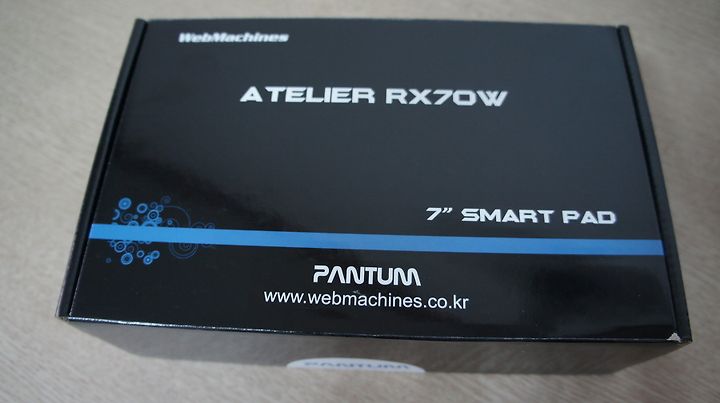 WebMachines
ATELIER RX70W
7” SMART PAD
PANTUM
www.webmachines.co.kr
PANTUM